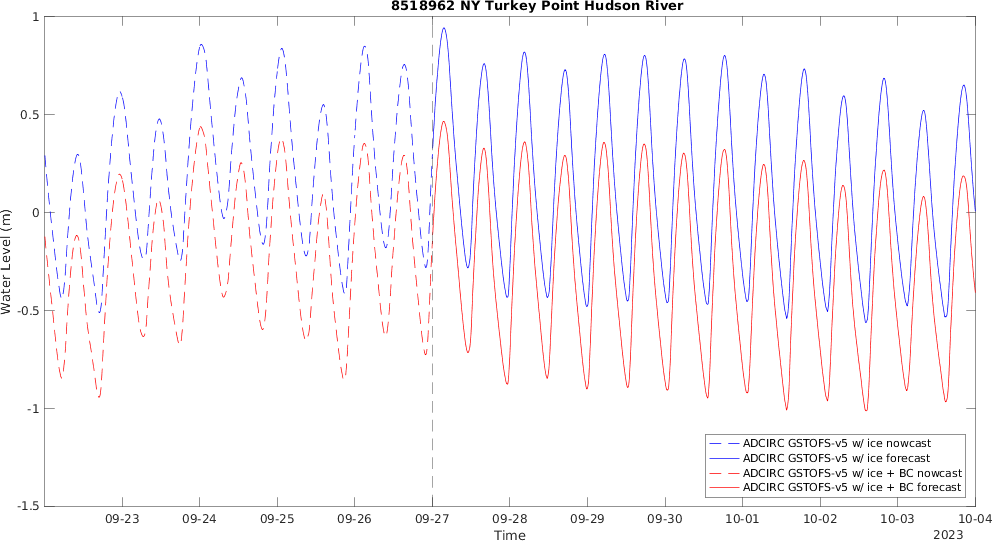 8518962 NY Turkey Point Hudson River
Water Level (m)
1
0.5
0
-0.5
-1
-1.5
ADCIRC GSTOFS-v5 w/ ice nowcast
ADCIRC GSTOFS-v5 w/ ice forecast
ADCIRC GSTOFS-v5 w/ ice + BC nowcast
ADCIRC GSTOFS-v5 w/ ice + BC forecast
09-23 09-24 09-25 09-26 09-27 09-28 09-29 09-30 10-01 10-02 10-03 10-04
Time
2023